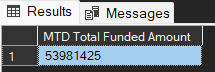 Results Messages
MTD Total Funded Amount
1 53981425